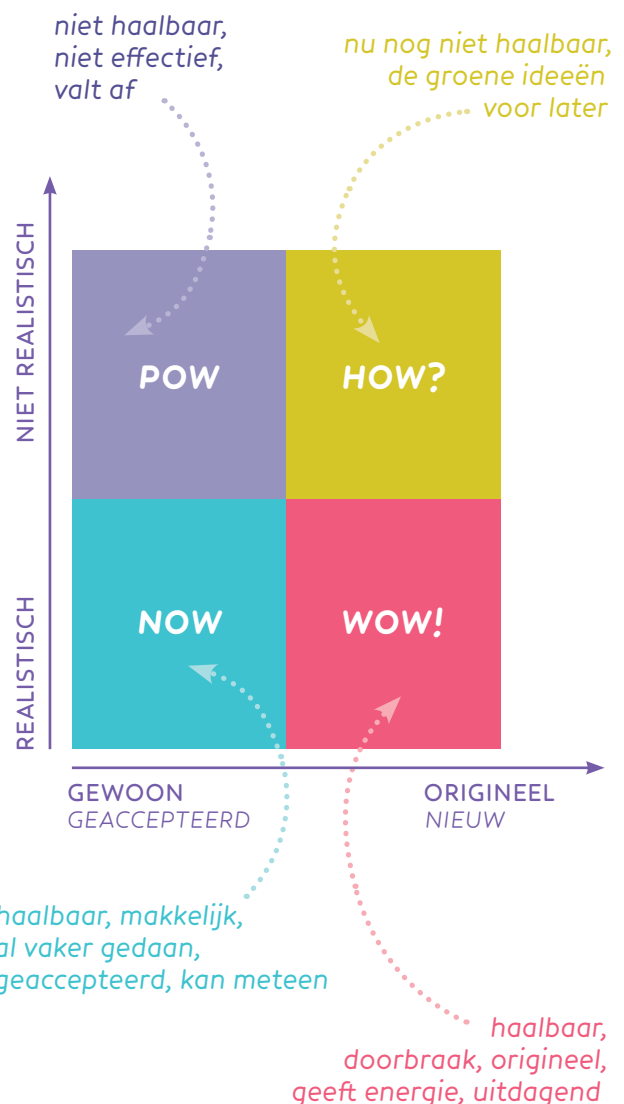 niet haalbaar,
niet effectief,
valt af
nu nog niet haalbaar,
de groene ideeën
voor later
NIET REALISTISCH
REALISTISCH
POW
HOW?
NOW
WOW!
GEWOON
GEACCEPTEERD
ORIGINEEL
NIEUW
haalbaar, makkelijk,
al vaker gedaan,
geaccepteerd, kan meteen
haalbaar,
doorbraak, origineel,
geeft energie, uitdagend